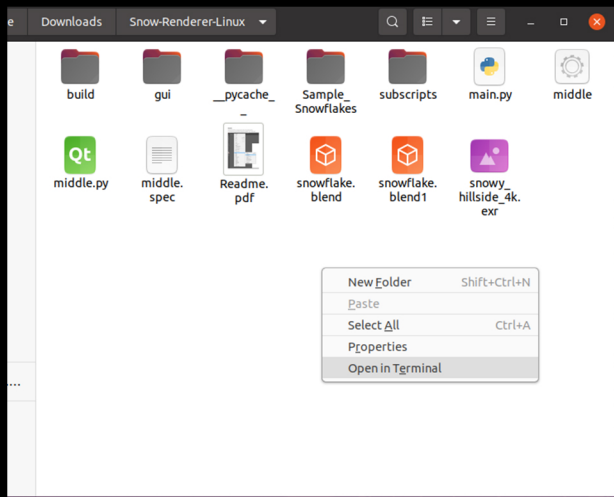 e
Downloads
Snow-Renderer-Linux
build
gui
__pycache_
_
Sample_
Snowflakes
subscripts
main.py
middle
Qt
middle.py
middle.
spec
Readme.
pdf
snowflake.
blend
snowflake.
blend1
snowy_
hillside_4k.
exr
New Folder Shift+Ctrl+N
Paste
Select All Ctrl+A
Properties
Open in Terminal
....